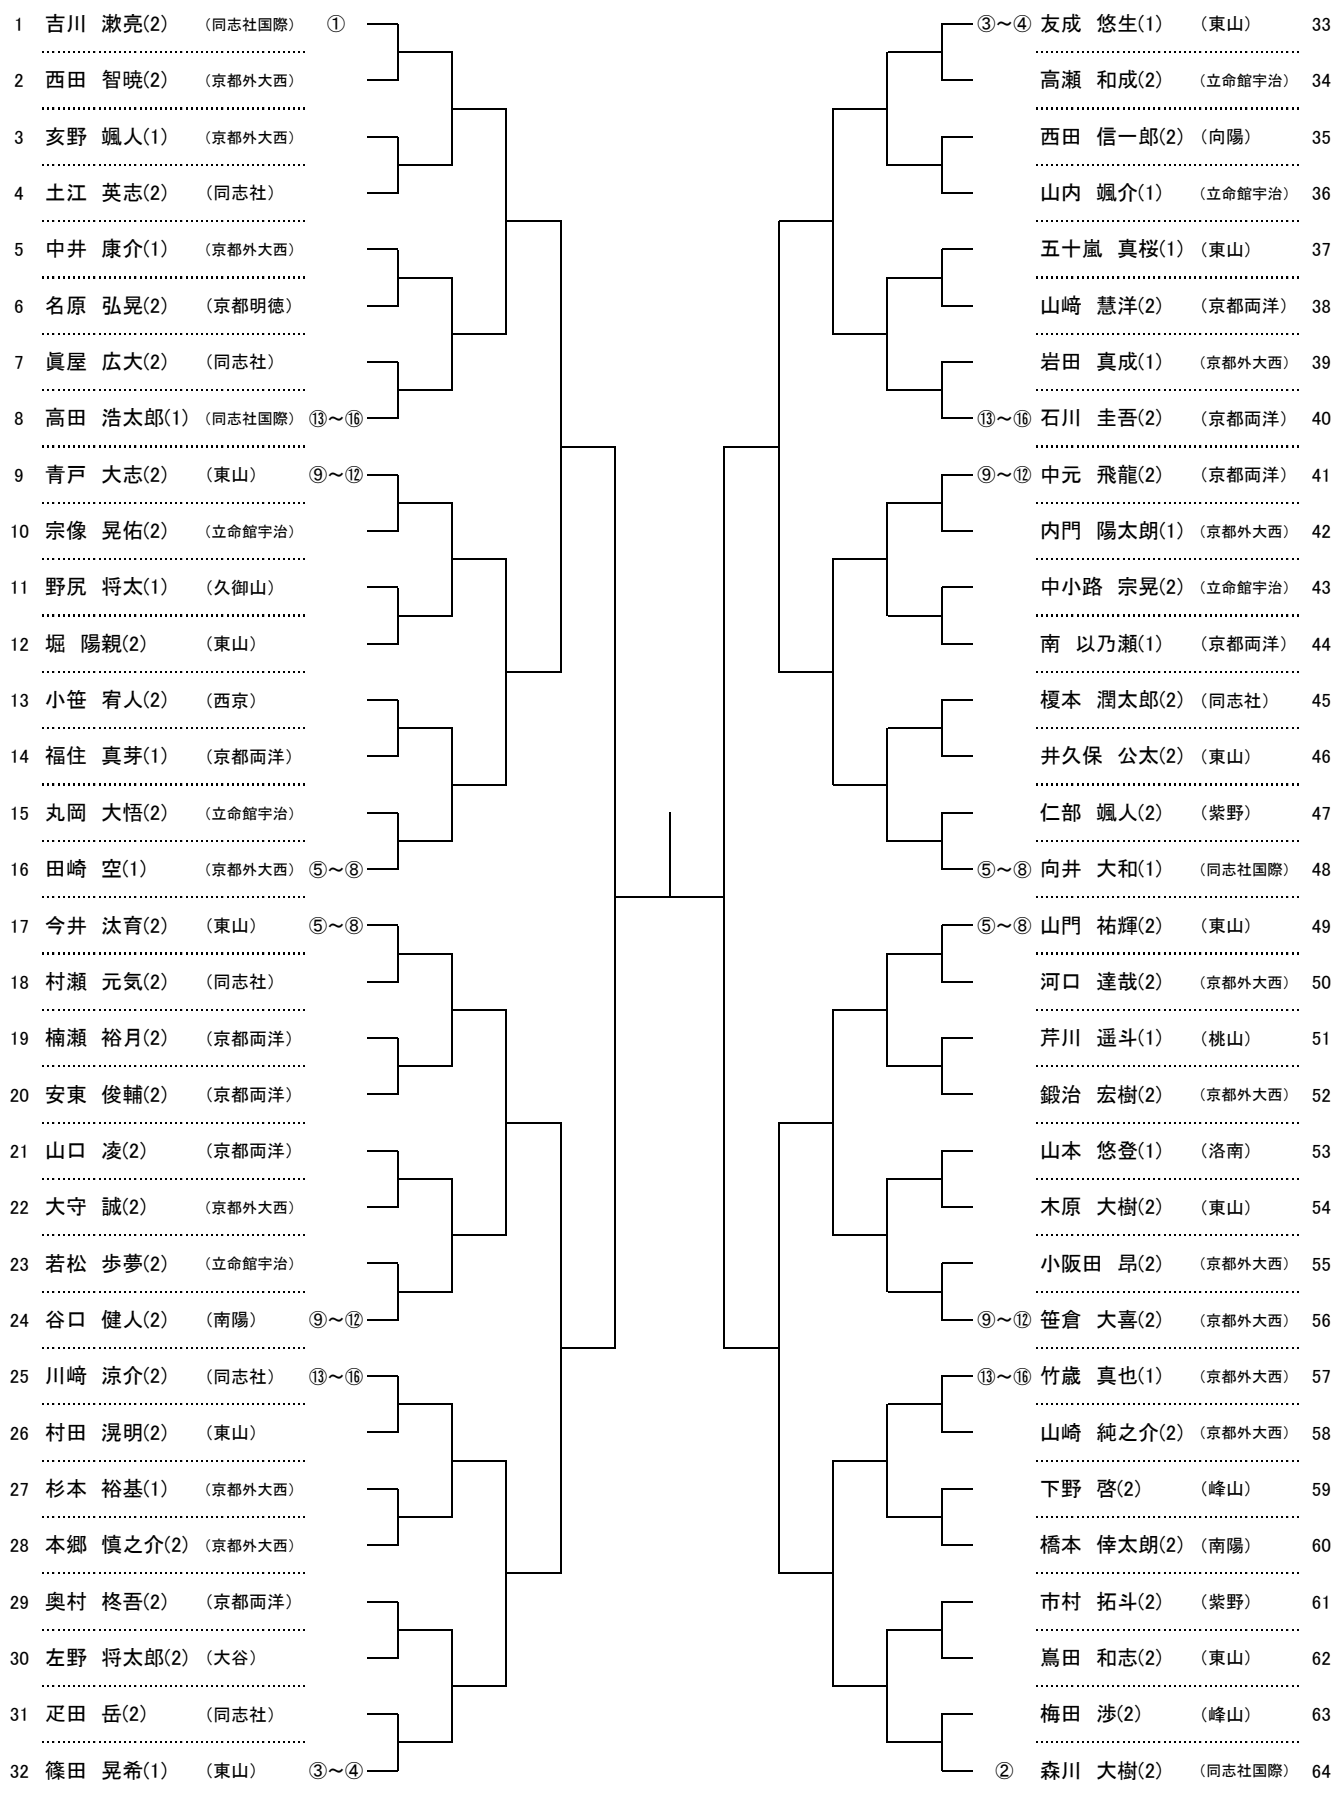 1 吉川 漱亮(2) (同志社国際) ①
2 西田 智暁(2) (京都外大西)
3 亥野 颯人(1) (京都外大西)
4 土江 英志(2) (同志社)
5 中井 康介(1) (京都外大西)
6 名原 弘晃(2) (京都明徳)
7 眞屋 広大(2) (同志社)
8 高田 浩太郎(1) (同志社国際) ⑬～⑯
9 青戸 大志(2) (東山) ⑨～⑫
10 宗像 晃佑(2) (立命館宇治)
11 野尻 将太(1) (久御山)
12 堀 陽親(2) (東山)
13 小笹 宥人(2) (西京)
14 福住 真芽(1) (京都両洋)
15 丸岡 大悟(2) (立命館宇治)
16 田崎 空(1) (京都外大西) ⑤～⑧
17 今井 汰育(2) (東山) ⑤～⑧
18 村瀬 元気(2) (同志社)
19 楠瀬 裕月(2) (京都両洋)
20 安東 俊輔(2) (京都両洋)
21 山口 凌(2) (京都両洋)
22 大守 誠(2) (京都外大西)
23 若松 歩夢(2) (立命館宇治)
24 谷口 健人(2) (南陽) ⑨～⑫
25 川﨑 涼介(2) (同志社) ⑬～⑯
26 村田 滉明(2) (東山)
27 杉本 裕基(1) (京都外大西)
28 本郷 慎之介(2) (京都外大西)
29 奥村 柊吾(2) (京都両洋)
30 左野 将太郎(2) (大谷)
31 疋田 岳(2) (同志社)
32 篠田 晃希(1) (東山) ③～④
③～④ 友成 悠生(1) (東山) 33
高瀬 和成(2) (立命館宇治) 34
西田 信一郎(2) (向陽) 35
山内 颯介(1) (立命館宇治) 36
五十嵐 真桜(1) (東山) 37
山﨑 慧洋(2) (京都両洋) 38
岩田 真成(1) (京都外大西) 39
⑬～⑯ 石川 圭吾(2) (京都両洋) 40
⑨～⑫ 中元 飛龍(2) (京都両洋) 41
内門 陽太朗(1) (京都外大西) 42
中小路 宗晃(2) (立命館宇治) 43
南 以乃瀬(1) (京都両洋) 44
榎本 潤太郎(2) (同志社) 45
井久保 公太(2) (東山) 46
仁部 颯人(2) (紫野) 47
⑤～⑧ 向井 大和(1) (同志社国際) 48
⑤～⑧ 山門 祐輝(2) (東山) 49
河口 達哉(2) (京都外大西) 50
芹川 遥斗(1) (桃山) 51
鍛治 宏樹(2) (京都外大西) 52
山本 悠登(1) (洛南) 53
木原 大樹(2) (東山) 54
小阪田 昂(2) (京都外大西) 55
⑨～⑫ 笹倉 大喜(2) (京都外大西) 56
⑬～⑯ 竹歳 真也(1) (京都外大西) 57
山崎 純之介(2) (京都外大西) 58
下野 啓(2) (峰山) 59
橋本 倖太朗(2) (南陽) 60
市村 拓斗(2) (紫野) 61
嶌田 和志(2) (東山) 62
梅田 渉(2) (峰山) 63
② 森川 大樹(2) (同志社国際) 64